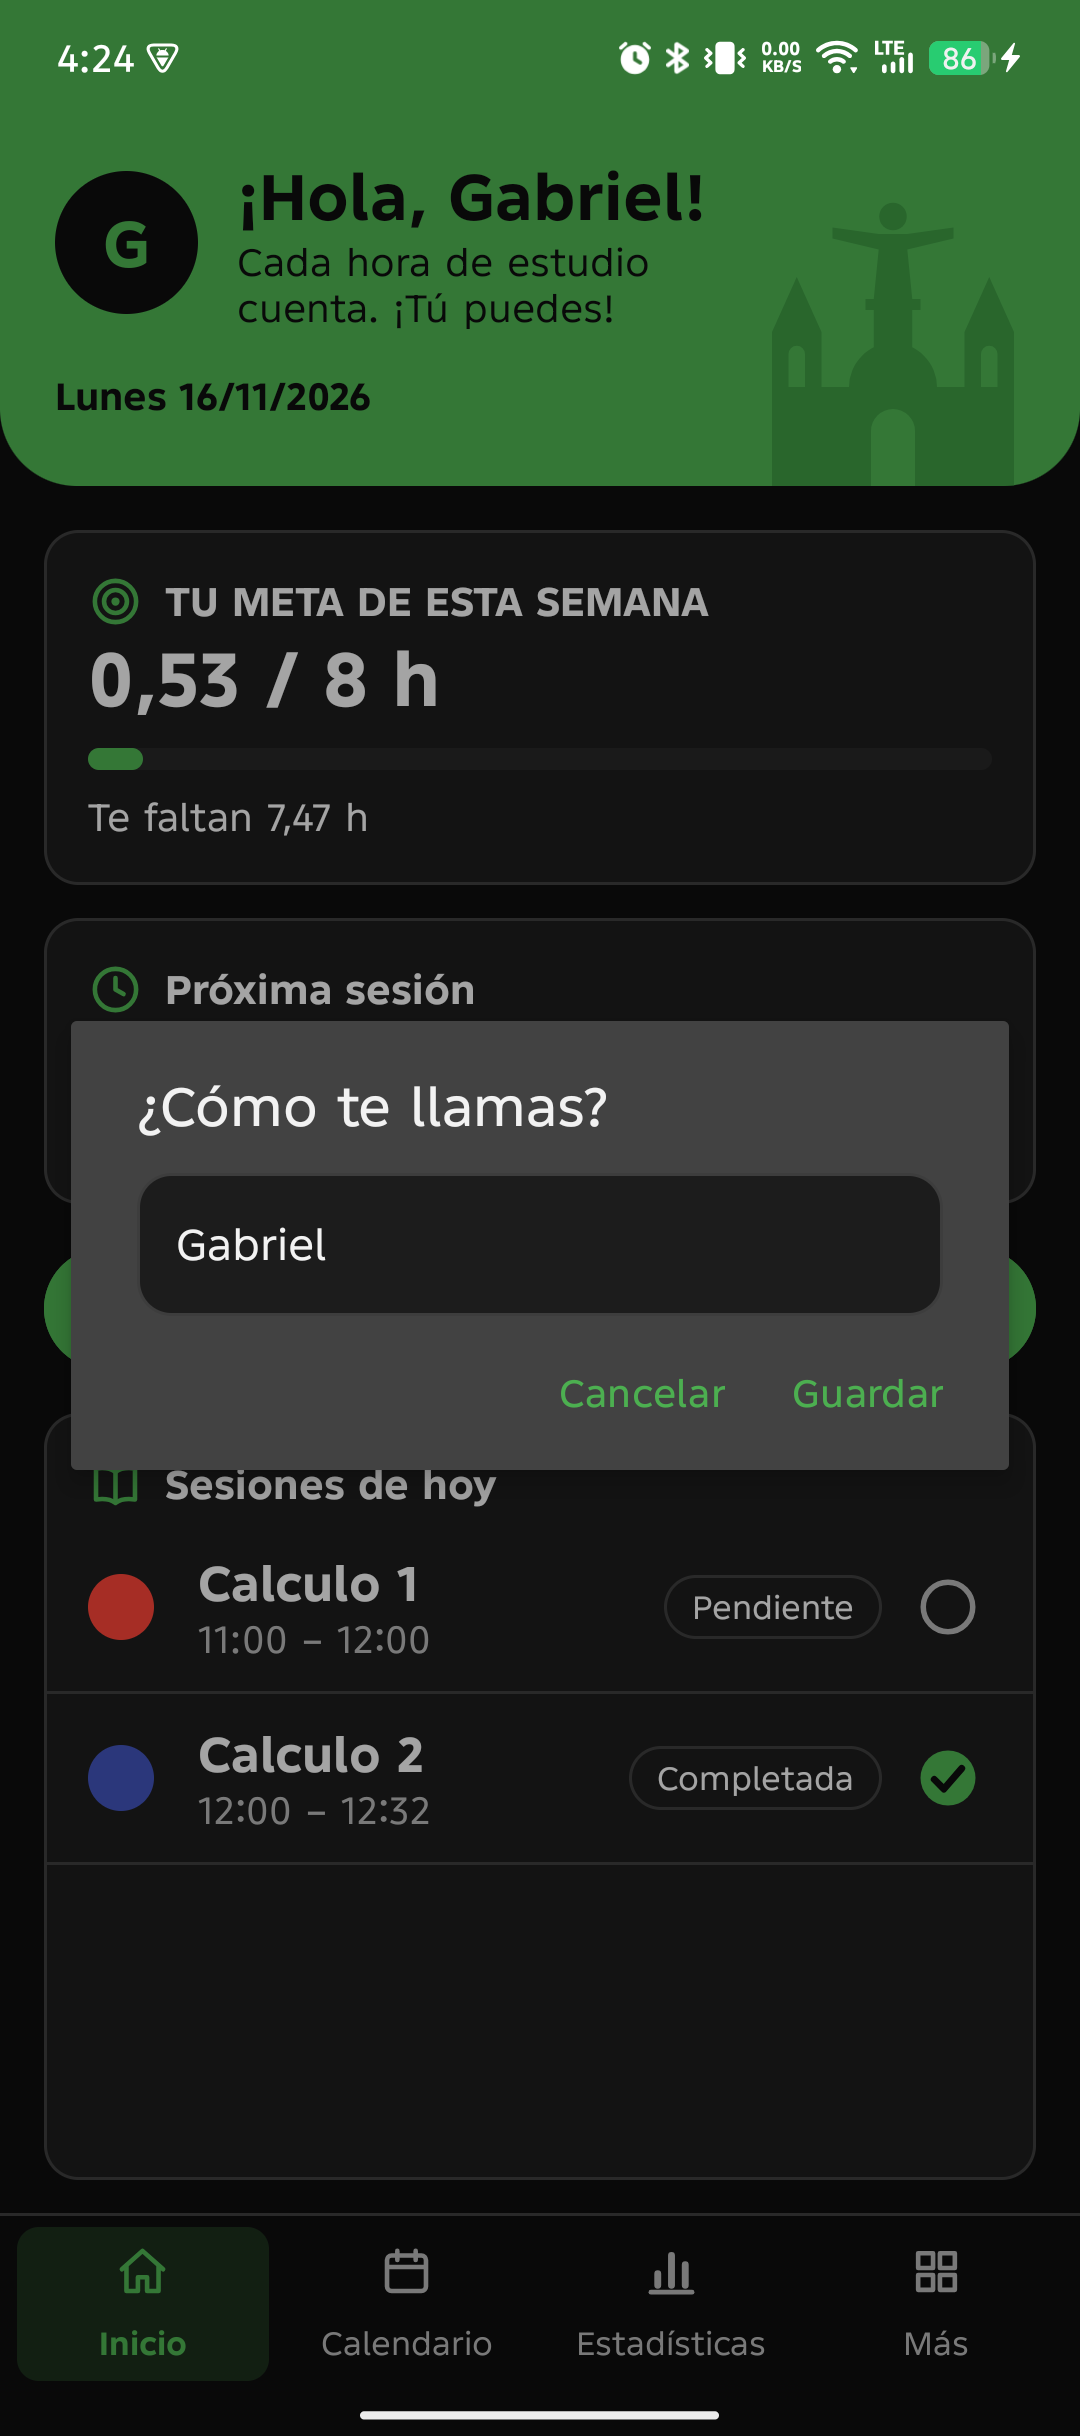 4:24
0.00
KB/S
LTE
86
G
¡Hola, Gabriel!
Cada hora de estudio
cuenta. ¡Tú puedes!
Lunes 16/11/2026
TU META DE ESTA SEMANA
0,53 / 8 h
Te faltan 7,47 h
Próxima sesión
¿Cómo te llamas?
Gabriel
Cancelar Guardar
Sesiones de hoy
Calculo 1
11:00 – 12:00
Pendiente
Calculo 2
12:00 – 12:32
Completada
Inicio Calendario Estadísticas Más